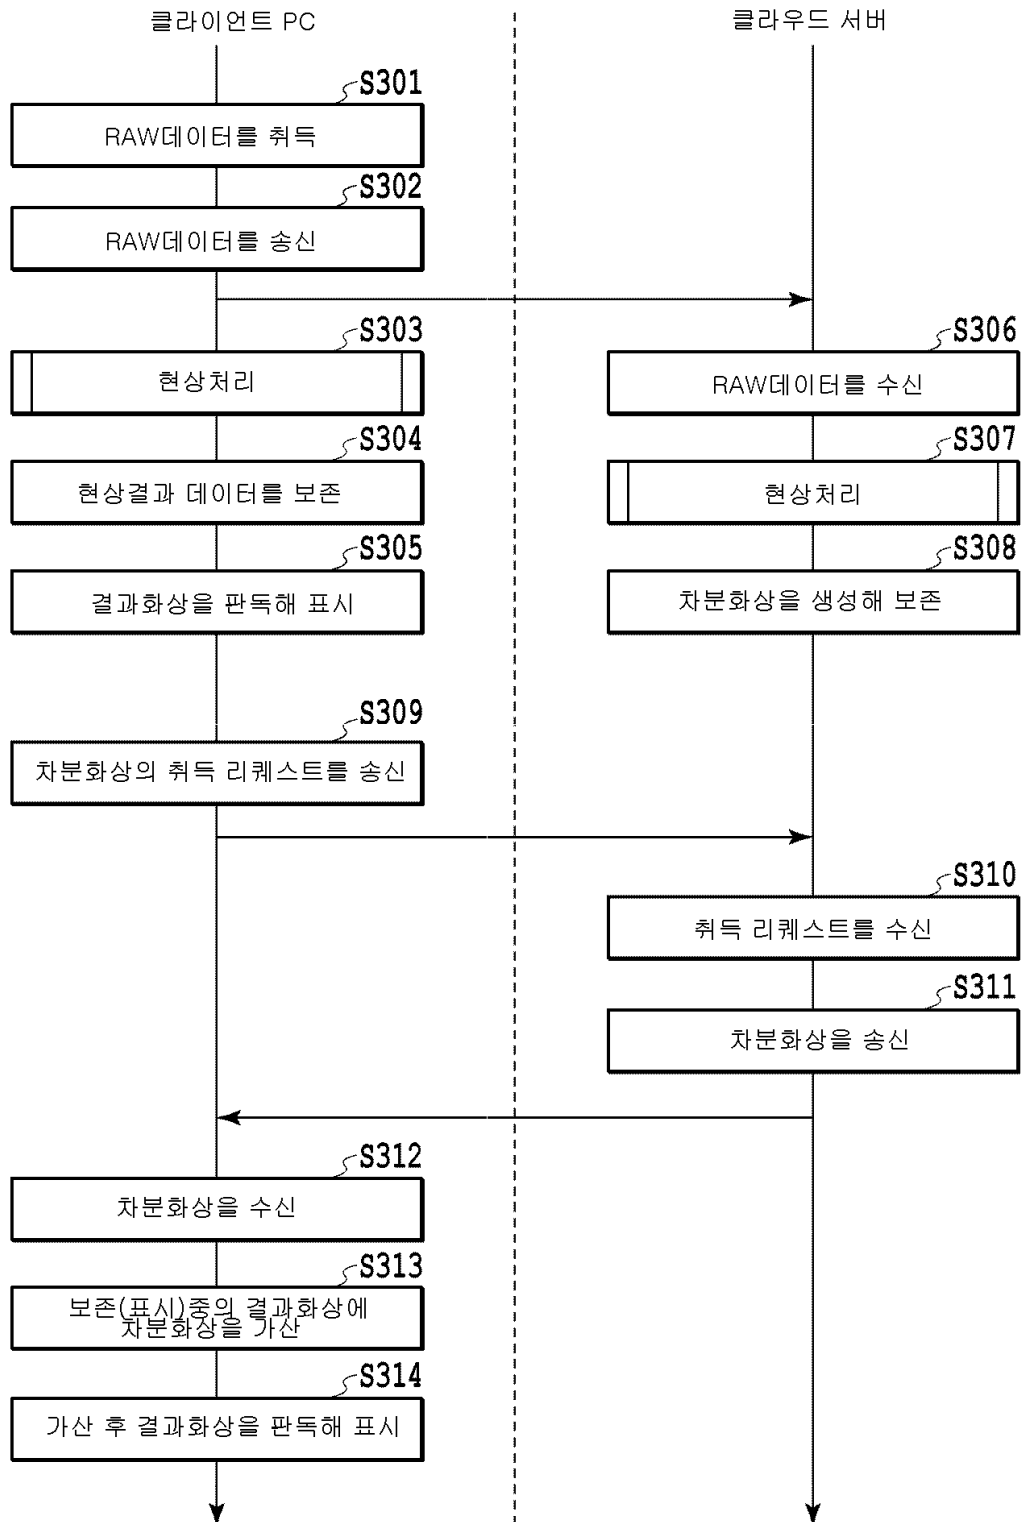 클라이언트 PC
클라우드 서버
S301
RAW데이터를 취득
S302
RAW데이터를 송신
S303
현상처리
S306
RAW데이터를 수신
S304
현상결과 데이터를 보존
S307
현상처리
S305
결과화상을 판독해 표시
S308
차분화상을 생성해 보존
S309
차분화상의 취득 리퀘스트를 송신
S310
취득 리퀘스트를 수신
S311
차분화상을 송신
S312
차분화상을 수신
S313
보존(표시)중의 결과화상에
차분화상을 가산
S314
가산 후 결과화상을 판독해 표시